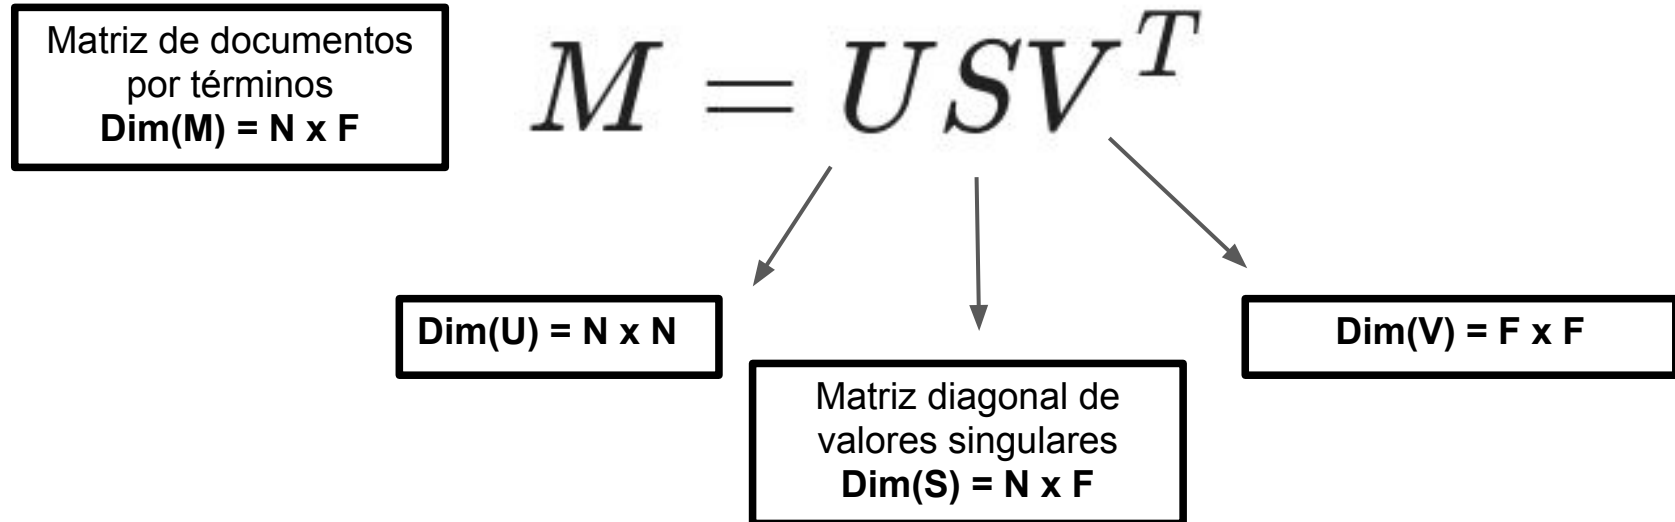 Matriz de documentos
por términos
Dim(M) = N x F
M = USV^T
Dim(U) = N x N
Matriz diagonal de
valores singulares
Dim(S) = N x F
Dim(V) = F x F